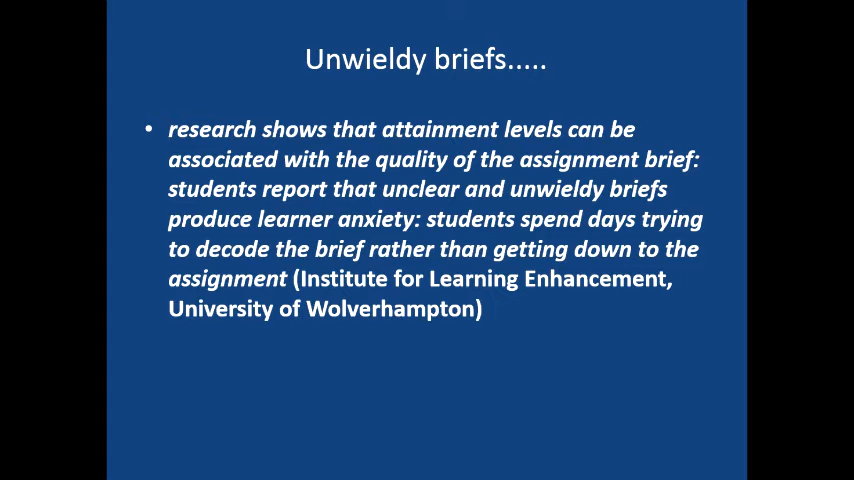 Unwieldy briefs.....
• research shows that attainment levels can be
associated with the quality of the assignment brief:
students report that unclear and unwieldy briefs
produce learner anxiety: students spend days trying
to decode the brief rather than getting down to the
assignment (Institute for Learning Enhancement,
University of Wolverhampton)